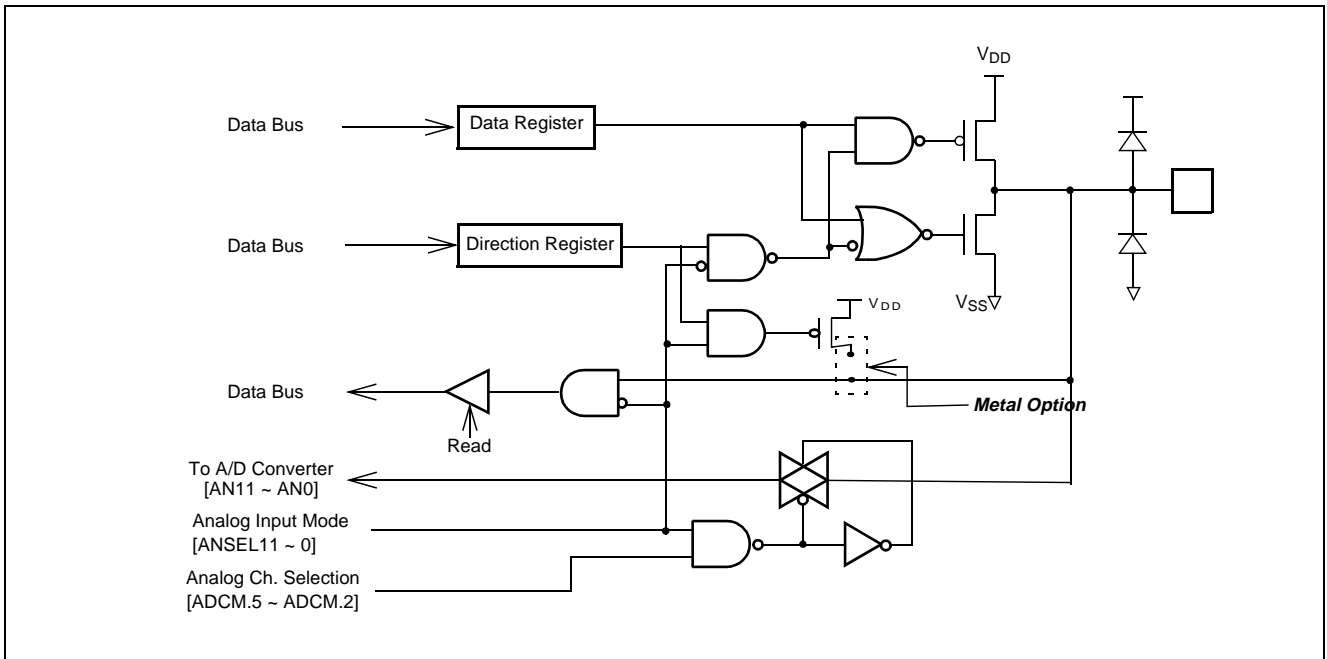 VDD
Data Bus
Data Register
Data Bus
Direction Register
VSS
VDD
Data Bus
Metal Option
Read
To A/D Converter
[AN11 ~ AN0]
Analog Input Mode
[ANSEL11 ~ 0]
Analog Ch. Selection
[ADCM.5 ~ ADCM.2]